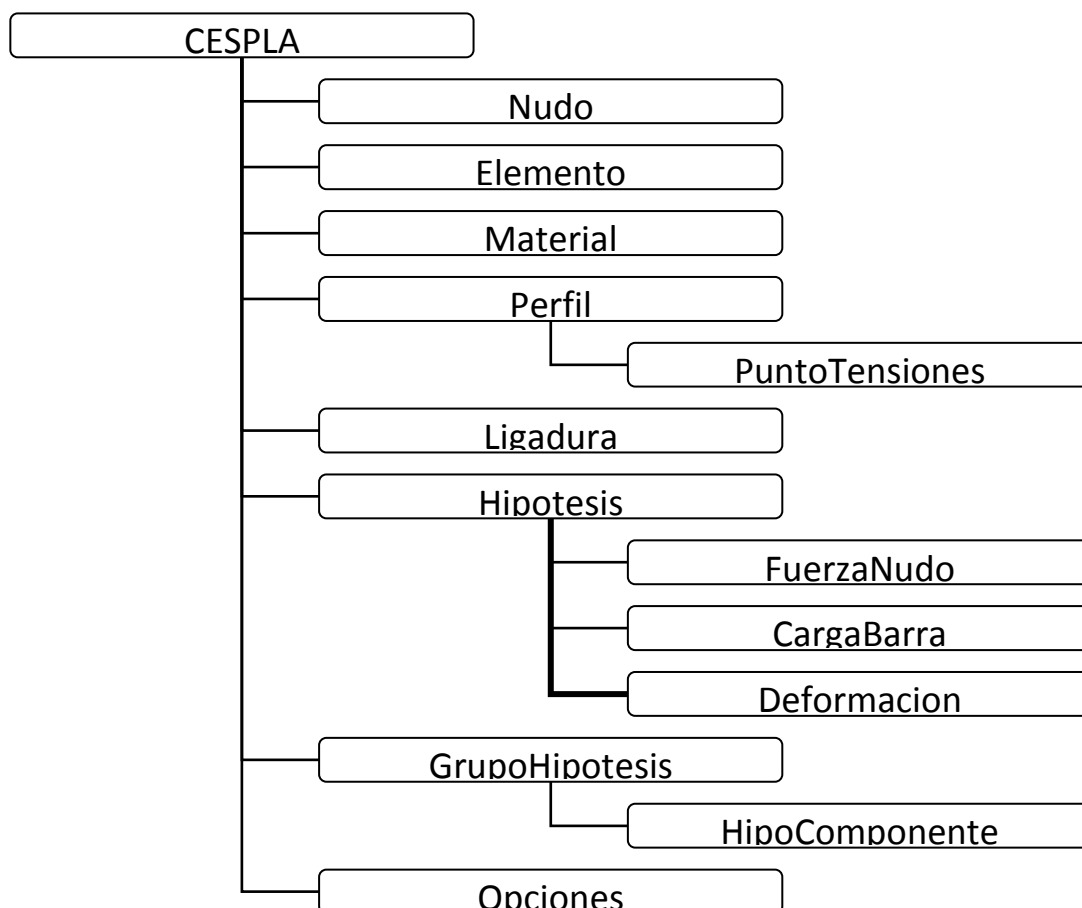 CESPLA
Nudo
Elemento
Material
Perfil
PuntoTensiones
Ligadura
Hipotesis
FuerzaNudo
CargaBarra
Deformacion
GrupoHipotesis
HipoComponente
Opciones